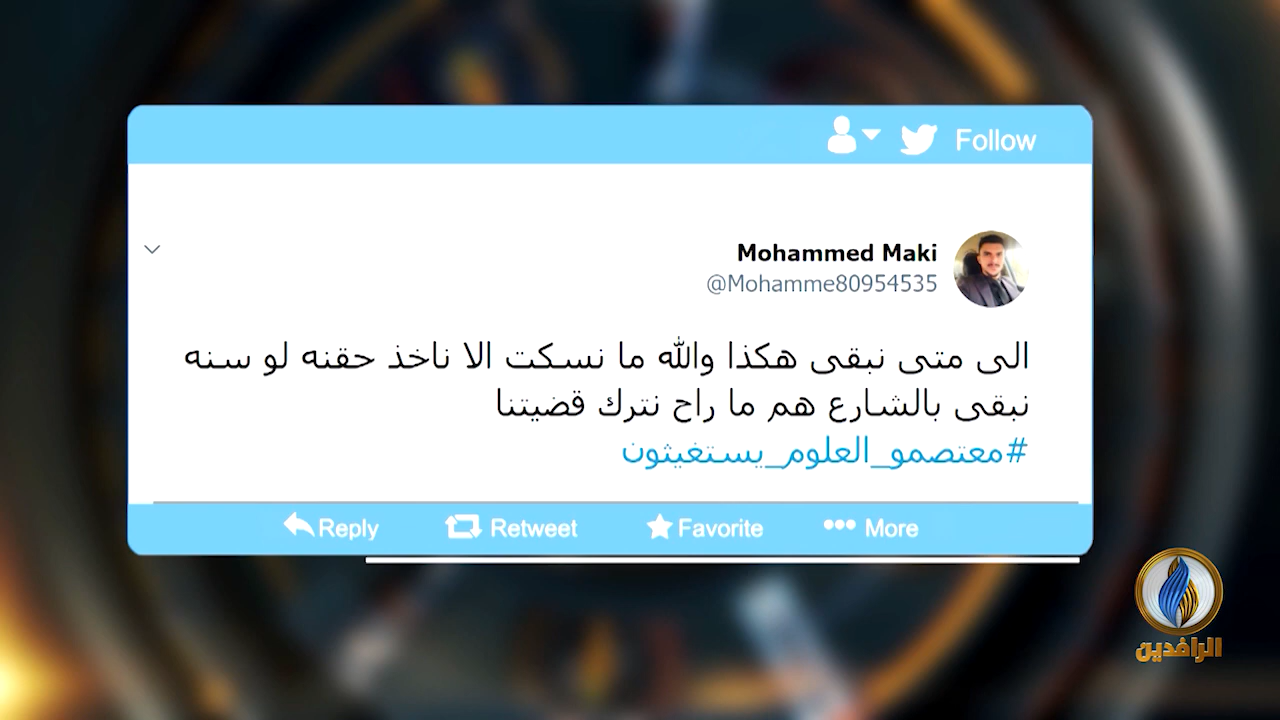 Follow
Mohammed Maki
@Mohamme80954535
الى متى نبقى هكذا والله ما نسكت الا ناخذ حقنه لو سنه
نبقى بالشارع هم ما راح نترك قضيتنا
#معتصمو_العلوم_يستغيثون
Reply Retweet Favorite More
الرافدين